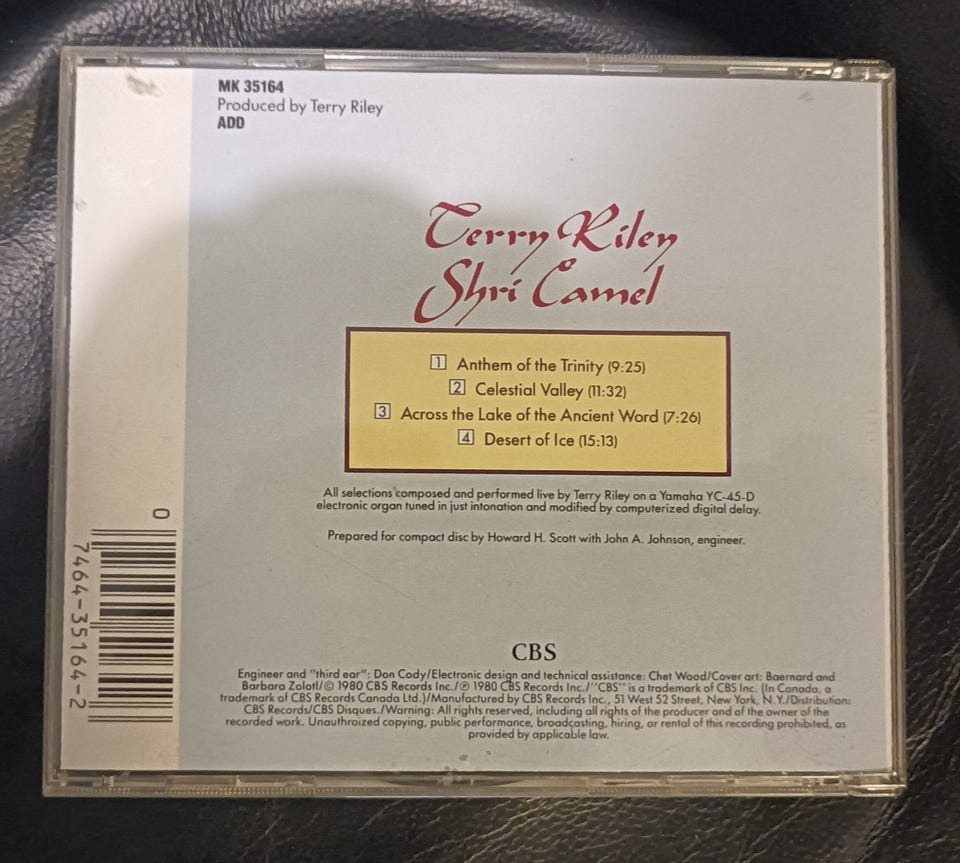 MK 35164
Produced by Terry Riley
ADD
Terry Riley
Shri Camel
1 Anthem of the Trinity (9:25)
2 Celestial Valley (11:32)
3 Across the Lake of the Ancient Word (7:26)
4 Desert of Ice (15:13)
All selections composed and performed live by Terry Riley on a Yamaha YC-45-D
electronic organ tuned in just intonation and modified by computerized digital delay.
Prepared for compact disc by Howard H. Scott with John A. Johnson, engineer.
0
7464-35164-2
CBS
Engineer and "third ear": Don Cody/Electronic design and technical assistance: Chet Wood/Cover art: Baernard and
Barbara Zolotl/© 1980 CBS Records Inc./℗ 1980 CBS Records Inc./"CBS" is a trademark of CBS Inc. (In Canada, a
trademark of CBS Records Canada Ltd.)/Manufactured by CBS Records Inc., 51 West 52 Street, New York, N.Y./Distribution:
CBS Records/CBS Disques./Warning: All rights reserved, including all rights of the producer and of the owner of the
recorded work. Unauthroized copying, public performance, broadcasting, hiring, or rental of this recording prohibited, as
provided by applicable law.